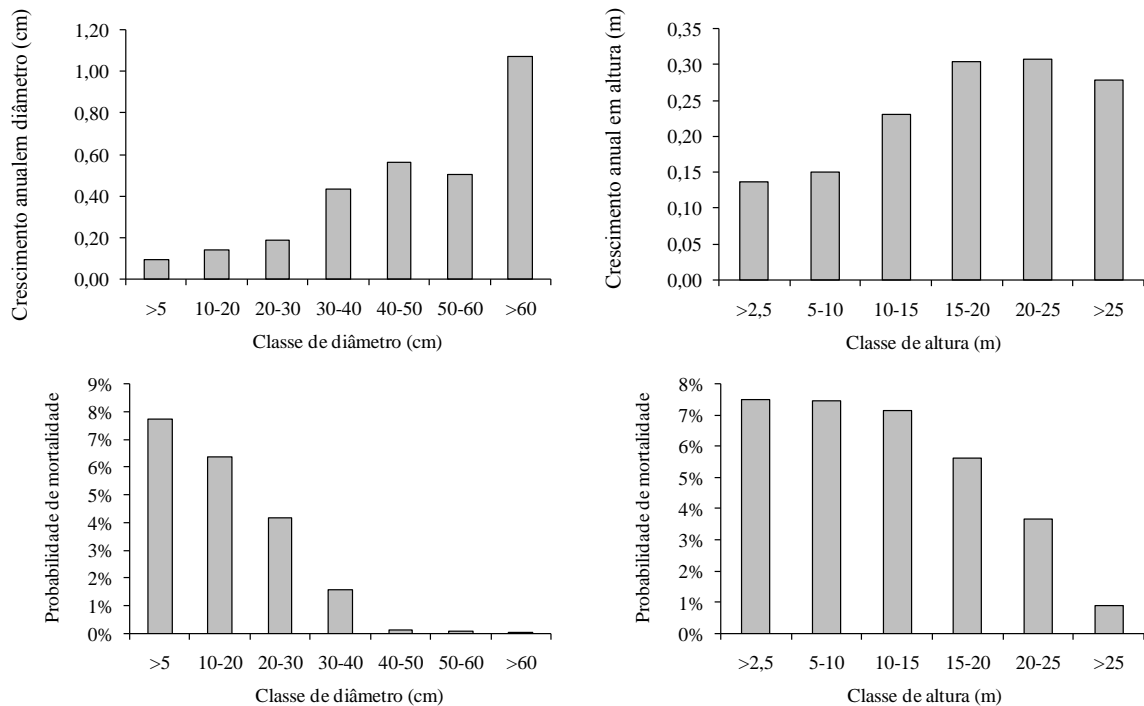 Crescimento anualem diâmetro (cm)
1,20
1,00
0,80
0,60
0,40
0,20
0,00
>5 10-20 20-30 30-40 40-50 50-60 >60
Classe de diâmetro (cm)
Crescimento anual em altura (m)
0,35
0,30
0,25
0,20
0,15
0,10
0,05
0,00
>2,5 5-10 10-15 15-20 20-25 >25
Classe de altura (m)
Probabilidade de mortalidade
9%
8%
7%
6%
5%
4%
3%
2%
1%
0%
>5 10-20 20-30 30-40 40-50 50-60 >60
Classe de diâmetro (cm)
Probabilidade de mortalidade
8%
7%
6%
5%
4%
3%
2%
1%
0%
>2,5 5-10 10-15 15-20 20-25 >25
Classe de altura (m)